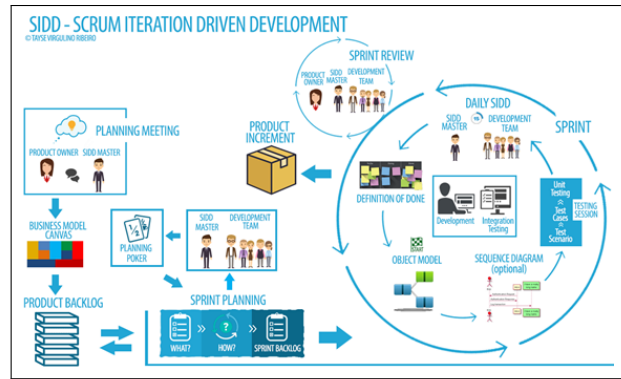 SIDD - SCRUM ITERATION DRIVEN DEVELOPMENT
© TAYSE VIRGULINO RIBEIRO
SPRINT REVIEW
PRODUCT
OWNER
SIDD
MASTER
DEVELOPMENT
TEAM
PLANNING MEETING
PRODUCT OWNER
SIDD MASTER
PRODUCT
INCREMENT
DAILY SIDD
SIDD
MASTER
DEVELOPMENT
TEAM
SPRINT
DEFINITION OF DONE
Development
Integration
Testing
Unit
Testing
Test
Cases
Test
Scenario
TESTING
SESSION
BUSINESS MODEL
CANVAS
PLANNING
POKER
SIDD
MASTER
DEVELOPMENT
TEAM
START
OBJECT MODEL
SEQUENCE DIAGRAM
(optional)
PRODUCT BACKLOG
SPRINT PLANNING
WHAT?
HOW?
SPRINT BACKLOG